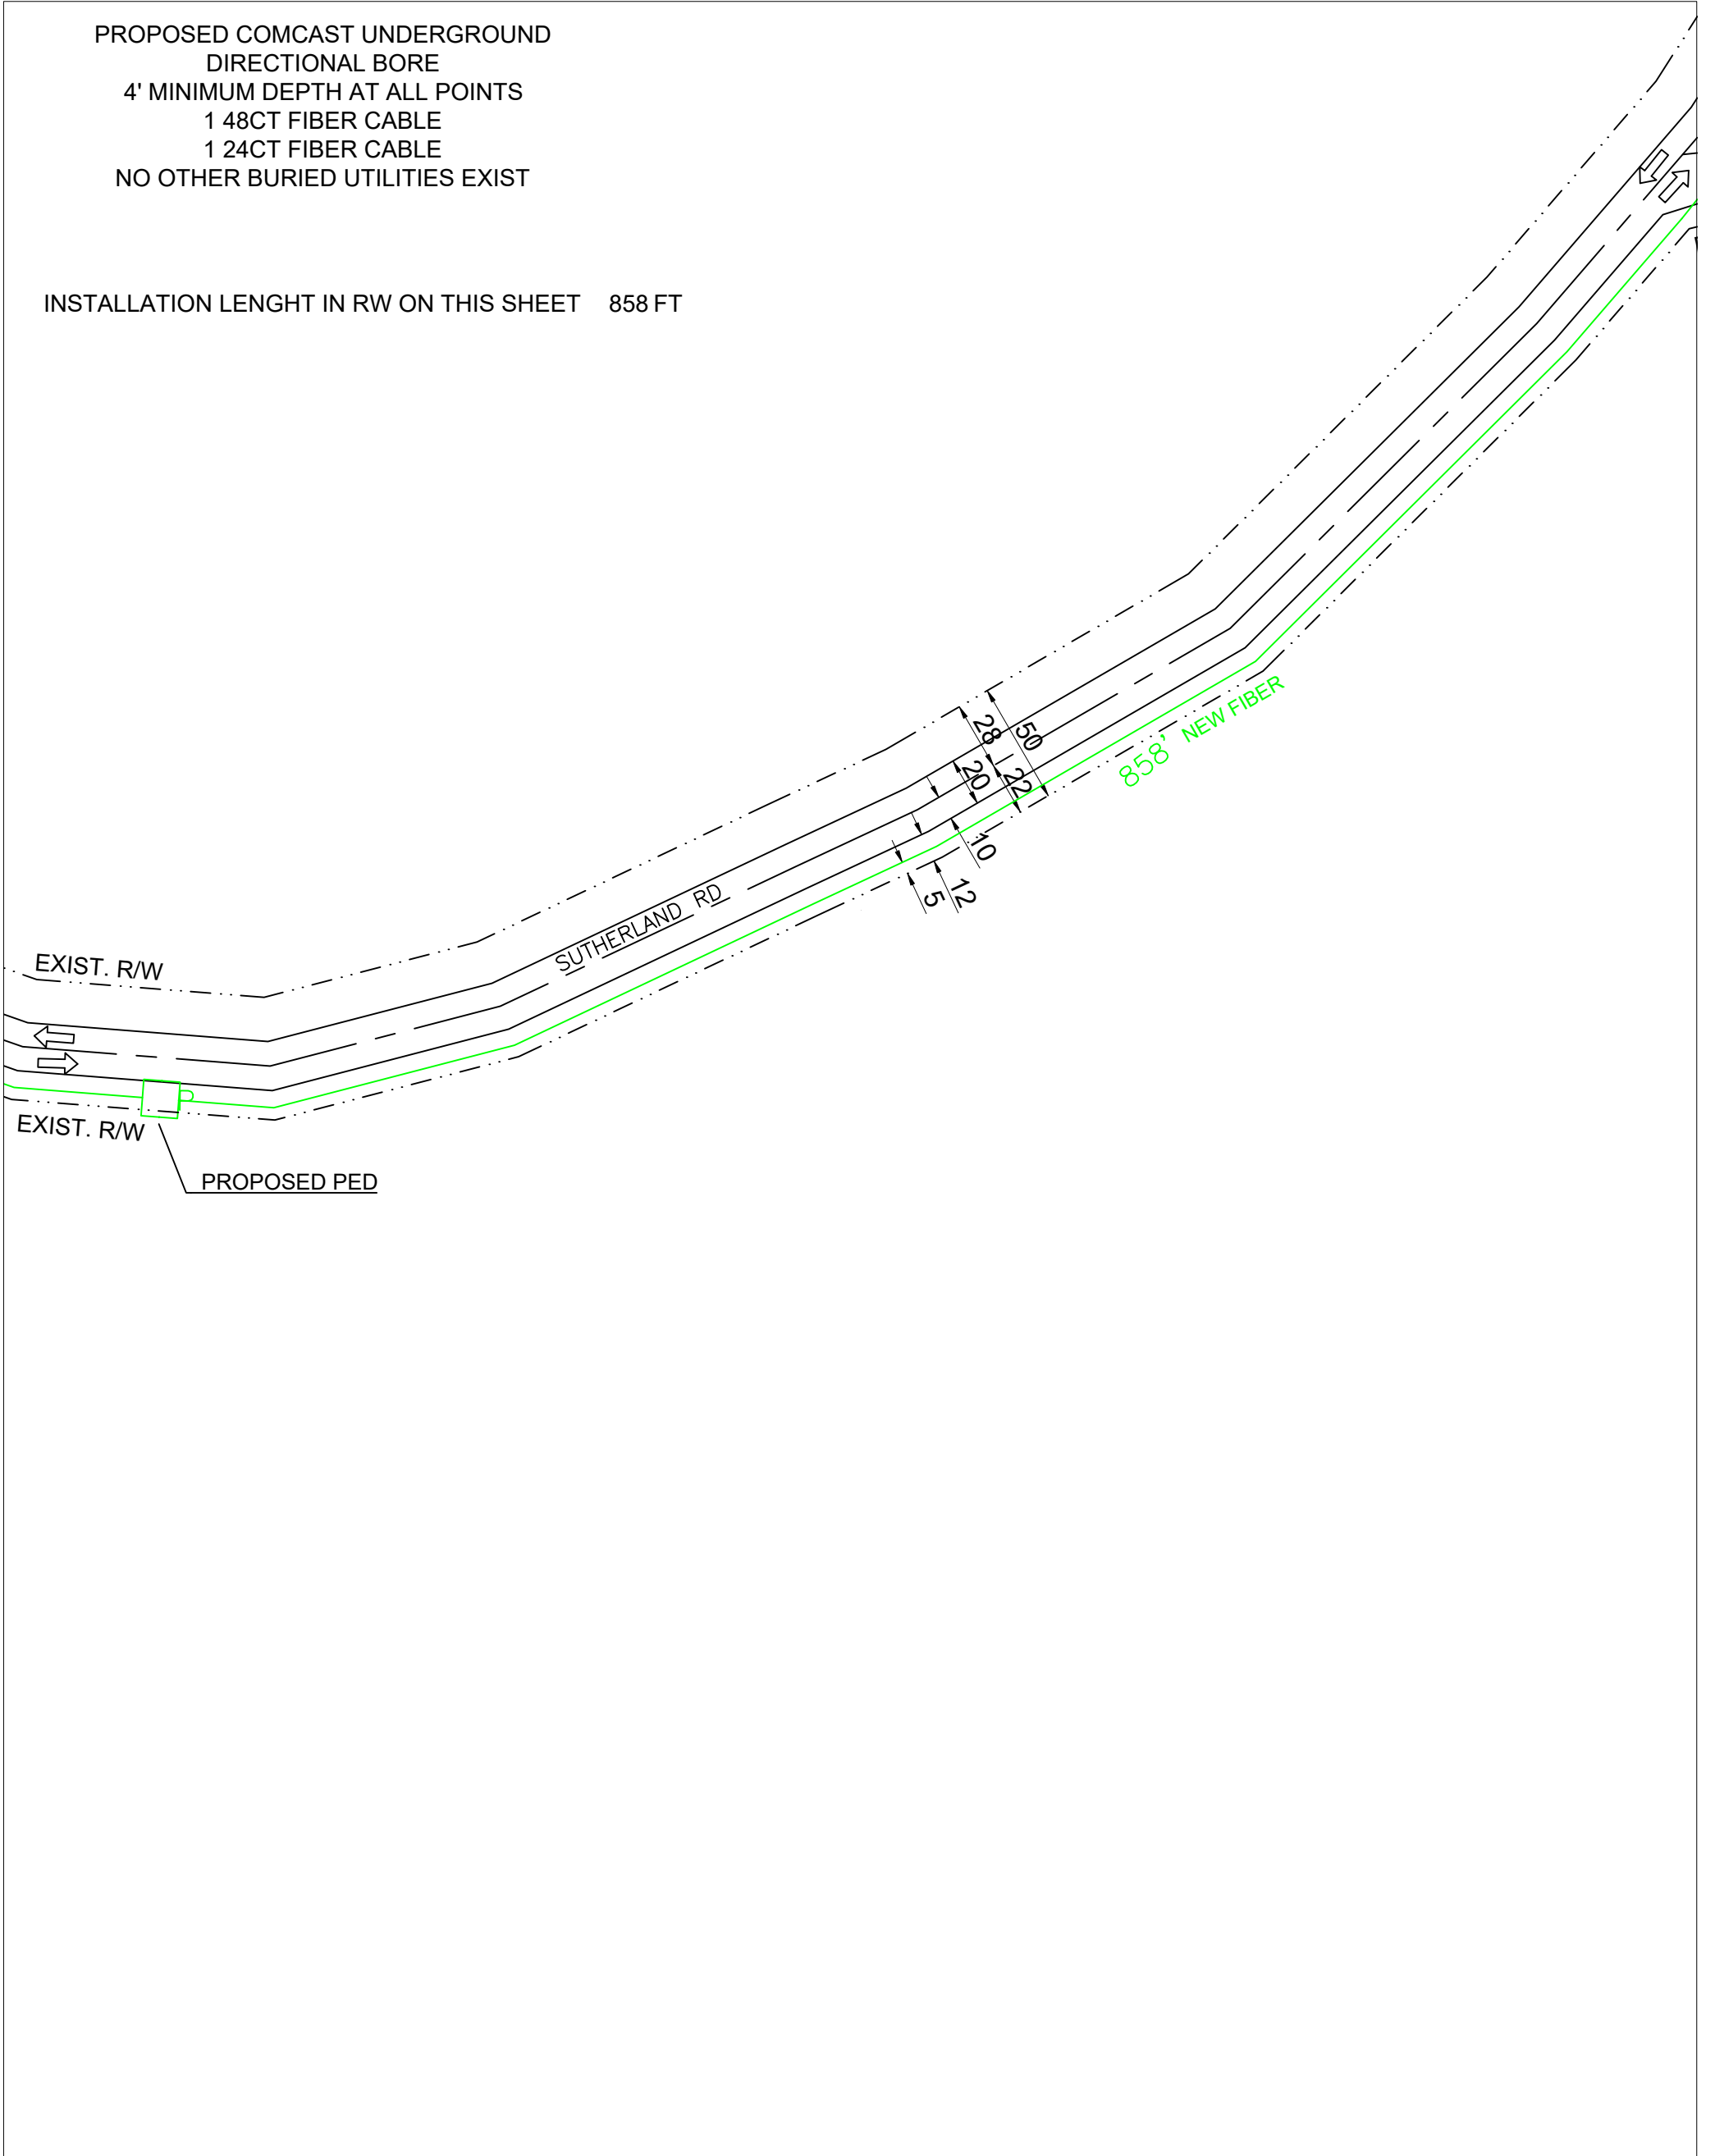 PROPOSED COMCAST UNDERGROUND
DIRECTIONAL BORE
4' MINIMUM DEPTH AT ALL POINTS
1 48CT FIBER CABLE
1 24CT FIBER CABLE
NO OTHER BURIED UTILITIES EXIST
INSTALLATION LENGHT IN RW ON THIS SHEET 858 FT
28
50
20
22
10
12
5
858' NEW FIBER
SUTHERLAND RD
EXIST. R/W
P
EXIST. R/W
PROPOSED PED